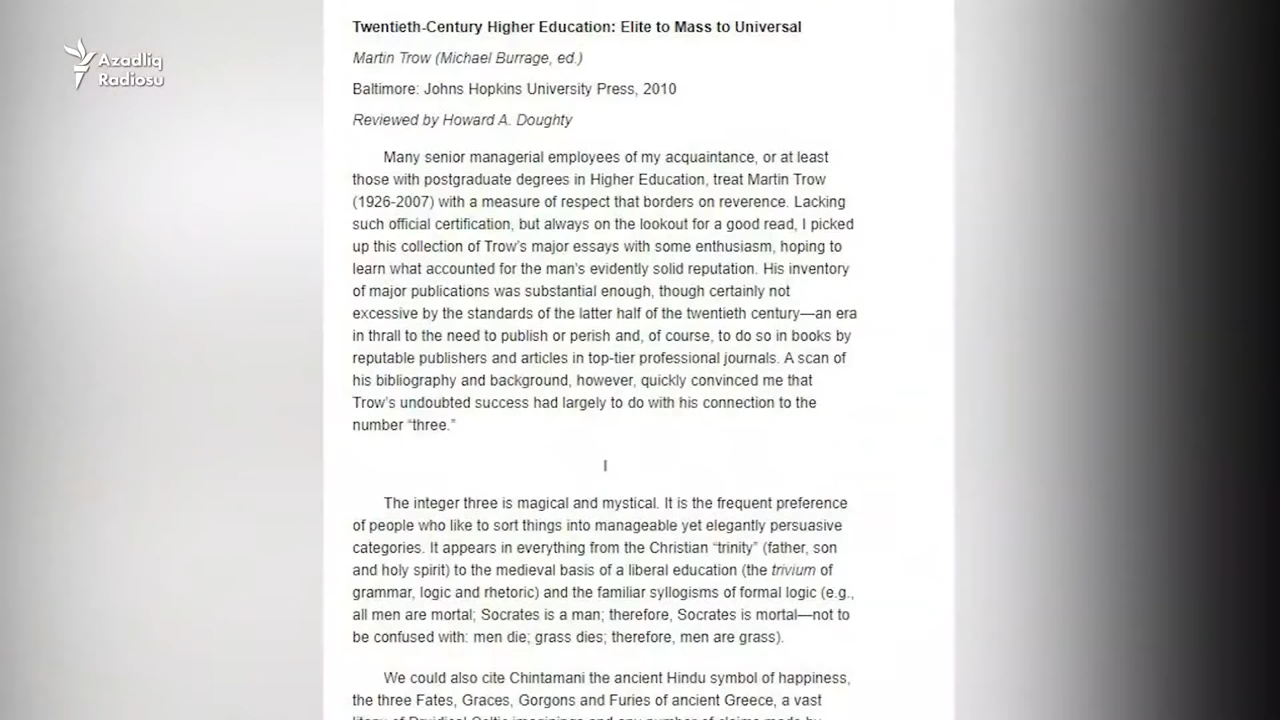 Azadlıq
Radiosu
Twentieth-Century Higher Education: Elite to Mass to Universal
Martin Trow (Michael Burrage, ed.)
Baltimore: Johns Hopkins University Press, 2010
Reviewed by Howard A. Doughty
Many senior managerial employees of my acquaintance, or at least
those with postgraduate degrees in Higher Education, treat Martin Trow
(1926-2007) with a measure of respect that borders on reverence. Lacking
such official certification, but always on the lookout for a good read, I picked
up this collection of Trow's major essays with some enthusiasm, hoping to
learn what accounted for the man's evidently solid reputation. His inventory
of major publications was substantial enough, though certainly not
excessive by the standards of the latter half of the twentieth century—an era
in thrall to the need to publish or perish and, of course, to do so in books by
reputable publishers and articles in top-tier professional journals. A scan of
his bibliography and background, however, quickly convinced me that
Trow's undoubted success had largely to do with his connection to the
number “three.”
I
The integer three is magical and mystical. It is the frequent preference
of people who like to sort things into manageable yet elegantly persuasive
categories. It appears in everything from the Christian “trinity” (father, son
and holy spirit) to the medieval basis of a liberal education (the trivium of
grammar, logic and rhetoric) and the familiar syllogisms of formal logic (e.g.,
all men are mortal; Socrates is a man; therefore, Socrates is mortal—not to
be confused with: men die; grass dies; therefore, men are grass).
We could also cite Chintamani the ancient Hindu symbol of happiness,
the three Fates, Graces, Gorgons and Furies of ancient Greece, a vast